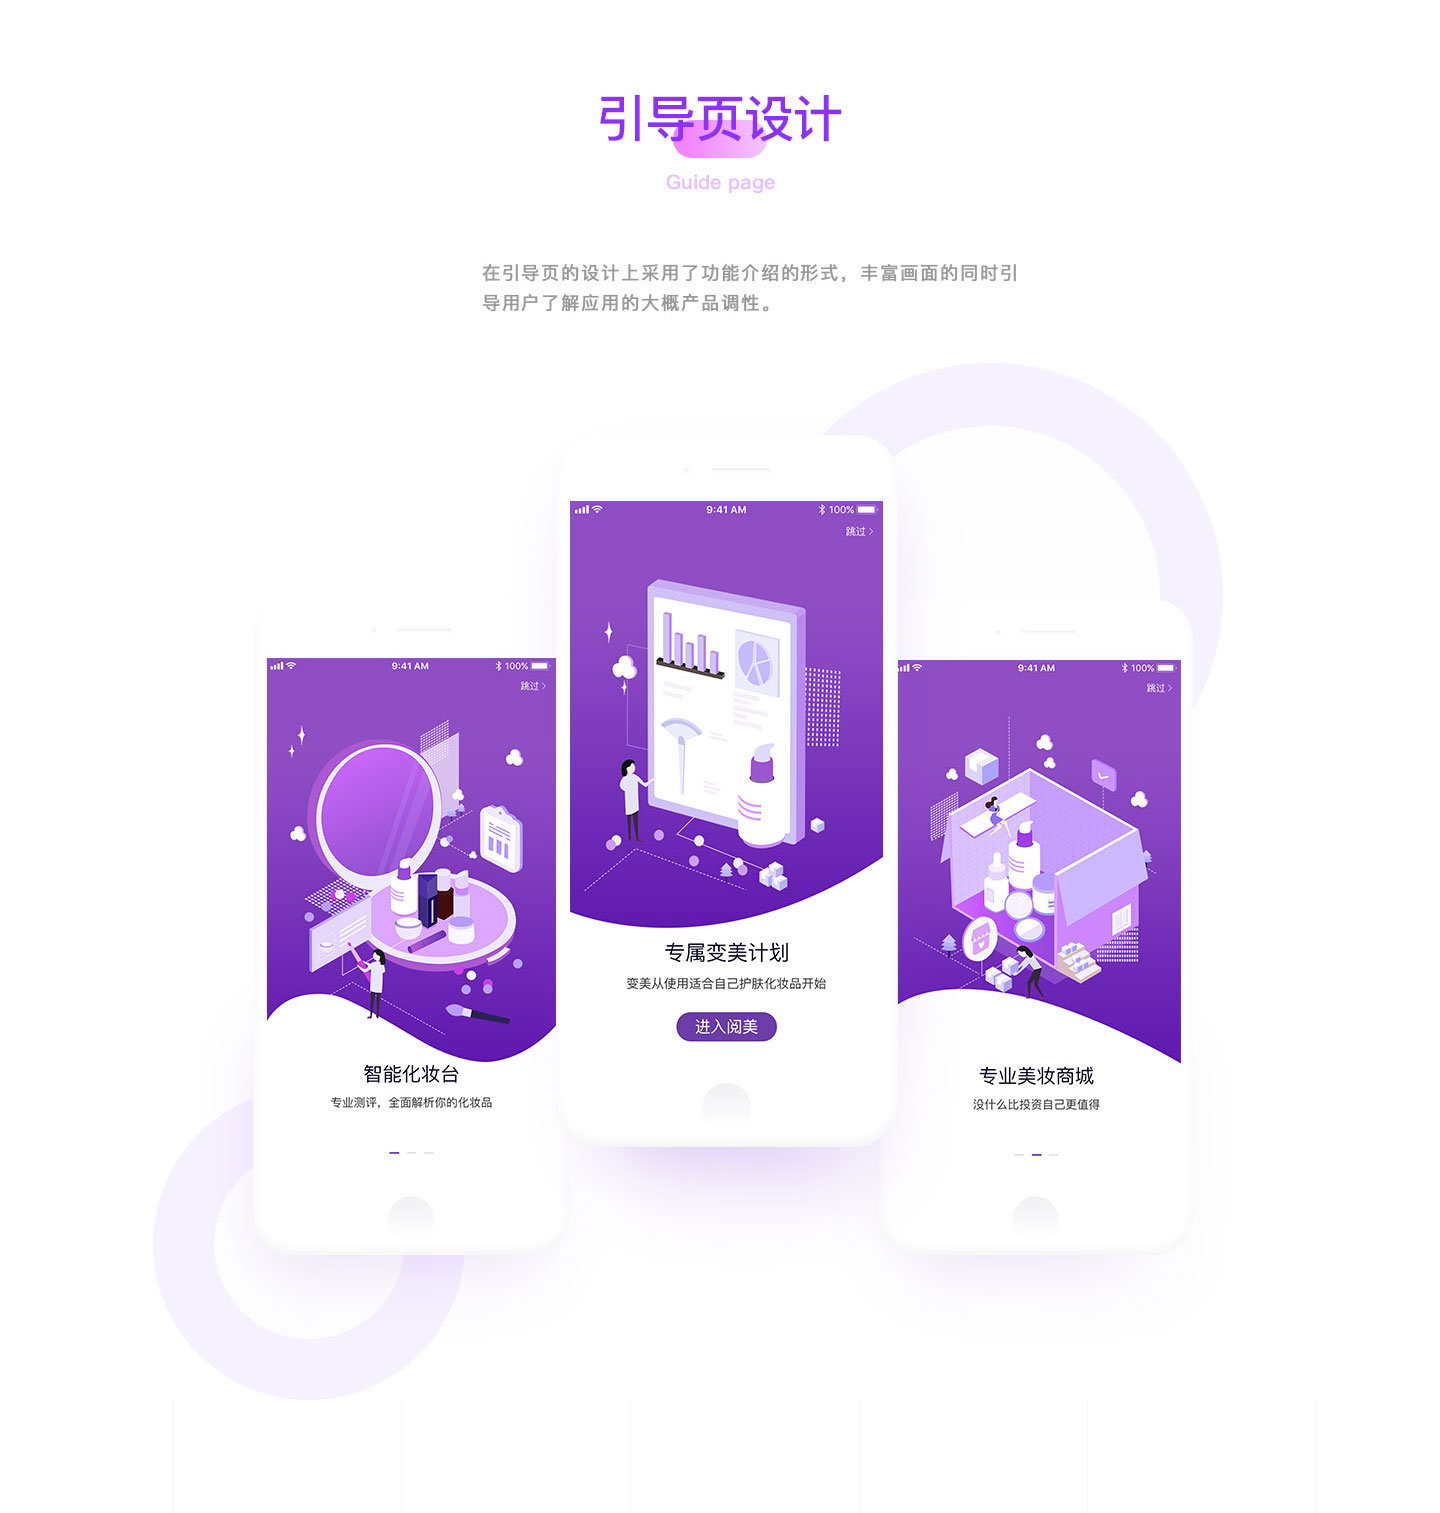 引导页设计
Guide page
在引导页的设计上采用了功能介绍的形式，丰富画面的同时引
导用户了解应用的大概产品调性。
9:41 AM
100%
跳过
专属变美计划
变美从使用适合自己护肤化妆品开始
进入阅美
9:41 AM
100%
跳过
智能化妆台
专业测评，全面解析你的化妆品
9:41 AM
100%
跳过
专业美妆商城
没什么比投资自己更值得